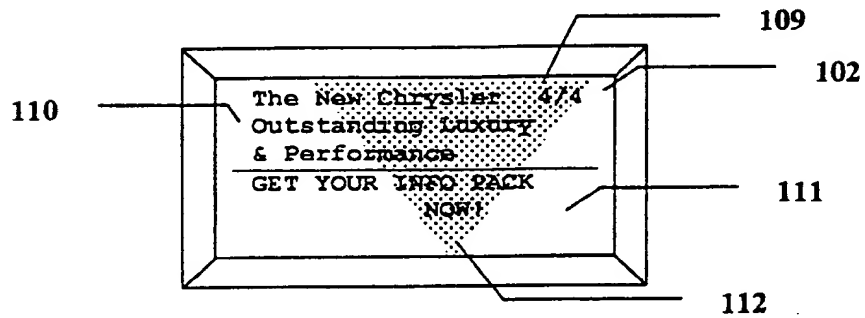 109
102
110
The New Chrysler 4/4
Outstanding Luxury
& Performance
GET YOUR INFO PACK
NOW!
111
112